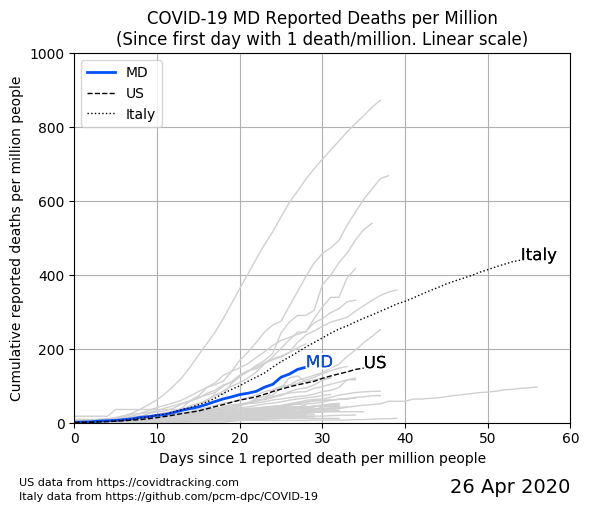 COVID-19 MD Reported Deaths per Million
(Since first day with 1 death/million. Linear scale)
Cumulative reported deaths per million people
1000
800
600
400
200
0
MD
US
Italy
Italy
MD
US
0 10 20 30 40 50 60
Days since 1 reported death per million people
US data from https://covidtracking.com
Italy data from https://github.com/pcm-dpc/COVID-19
26 Apr 2020